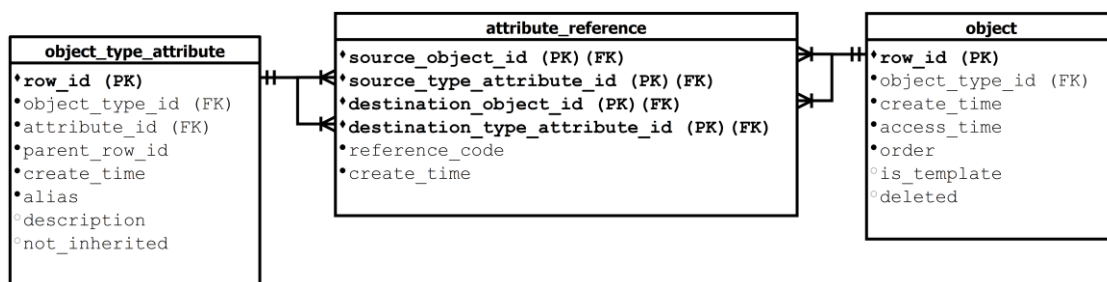 object_type_attribute
row_id (PK)
object_type_id (FK)
attribute_id (FK)
parent_row_id
create_time
alias
description
not_inherited
attribute_reference
source_object_id (PK)(FK)
source_type_attribute_id (PK)(FK)
destination_object_id (PK)(FK)
destination_type_attribute_id (PK)(FK)
reference_code
create_time
object
row_id (PK)
object_type_id (FK)
create_time
access_time
order
is_template
deleted